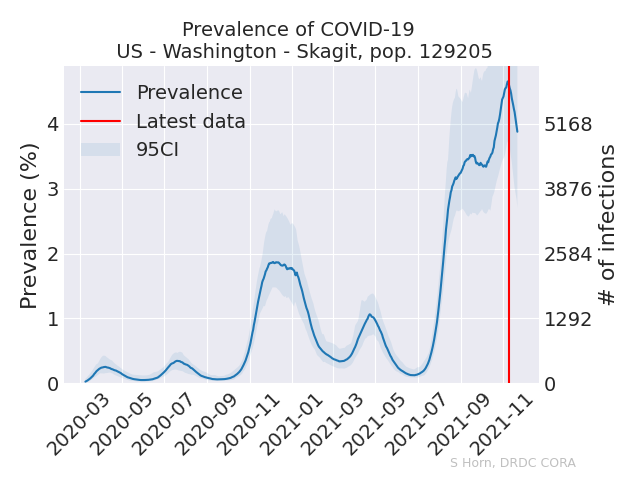 Prevalence of COVID-19
US - Washington - Skagit, pop. 129205
Prevalence
Latest data
95CI
Prevalence (%)
4
3
2
1
0
5168
3876
2584
1292
0
# of infections
2020-03
2020-05
2020-07
2020-09
2020-11
2021-01
2021-03
2021-05
2021-07
2021-09
2021-11
S Horn, DRDC CORA